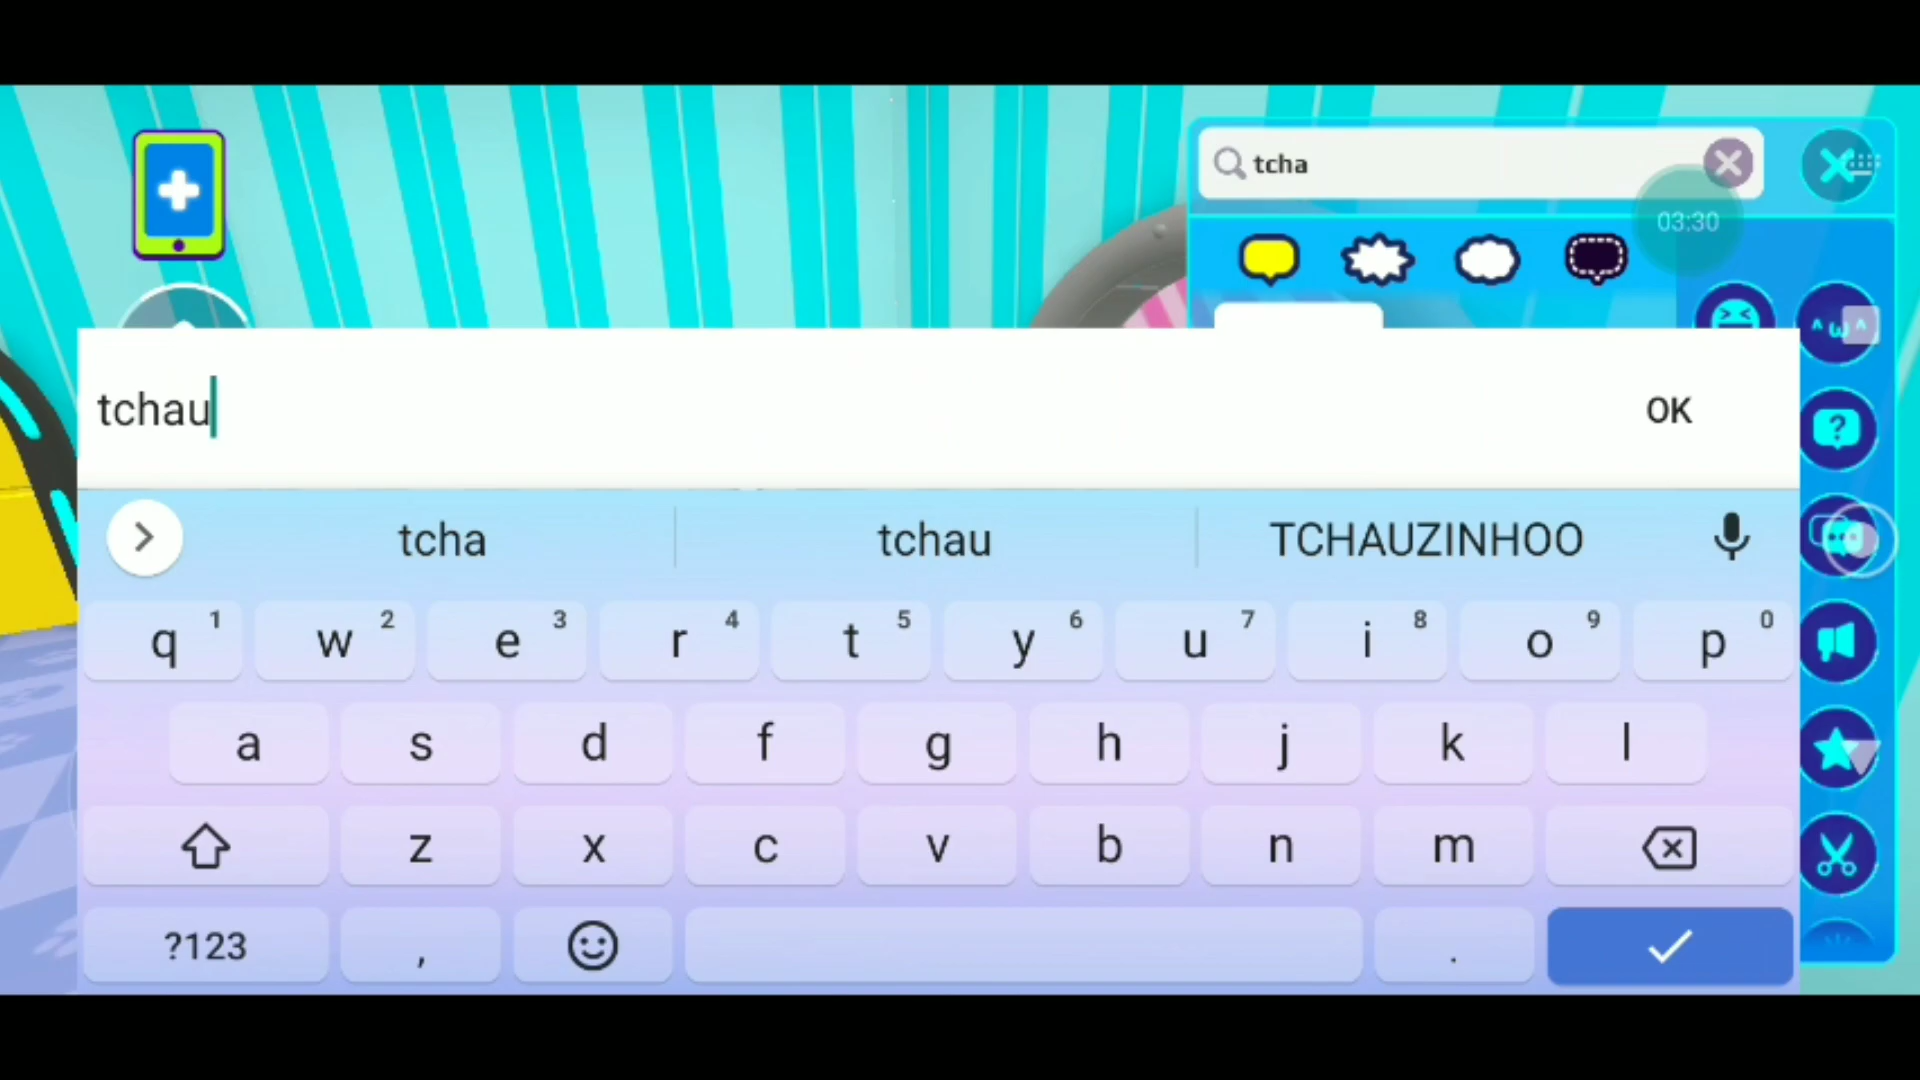 tcha
03:30
^ω^
?
tchau
OK
tcha tchau TCHAUZINHOO
q 1 w 2 e 3 r 4 t 5 y 6 u 7 i 8 o 9 p 0
a s d f g h j k l
z x c v b n m
?123 , .